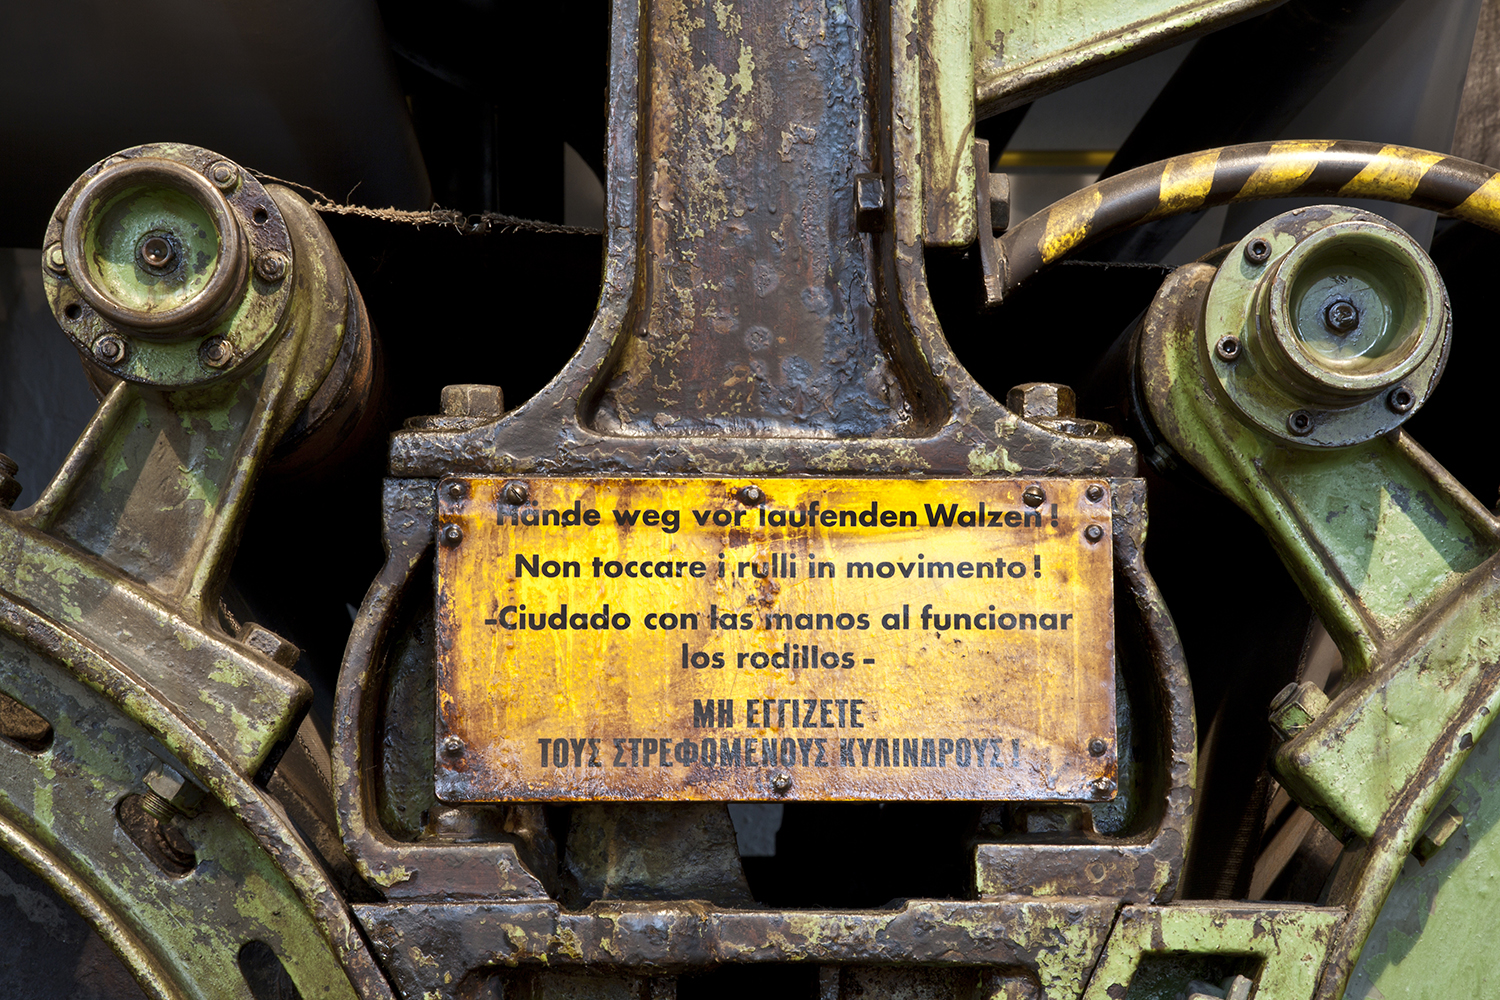 Hände weg vor laufenden Walzen!
Non toccare i rulli in movimento!
-Ciudado con las manos al funcionar
los rodillos-
ΜΗ ΕΓΓΙΖΕΤΕ
ΤΟΥΣ ΣΤΡΕΦΟΜΕΝΟΥΣ ΚΥΛΙΝΔΡΟΥΣ!